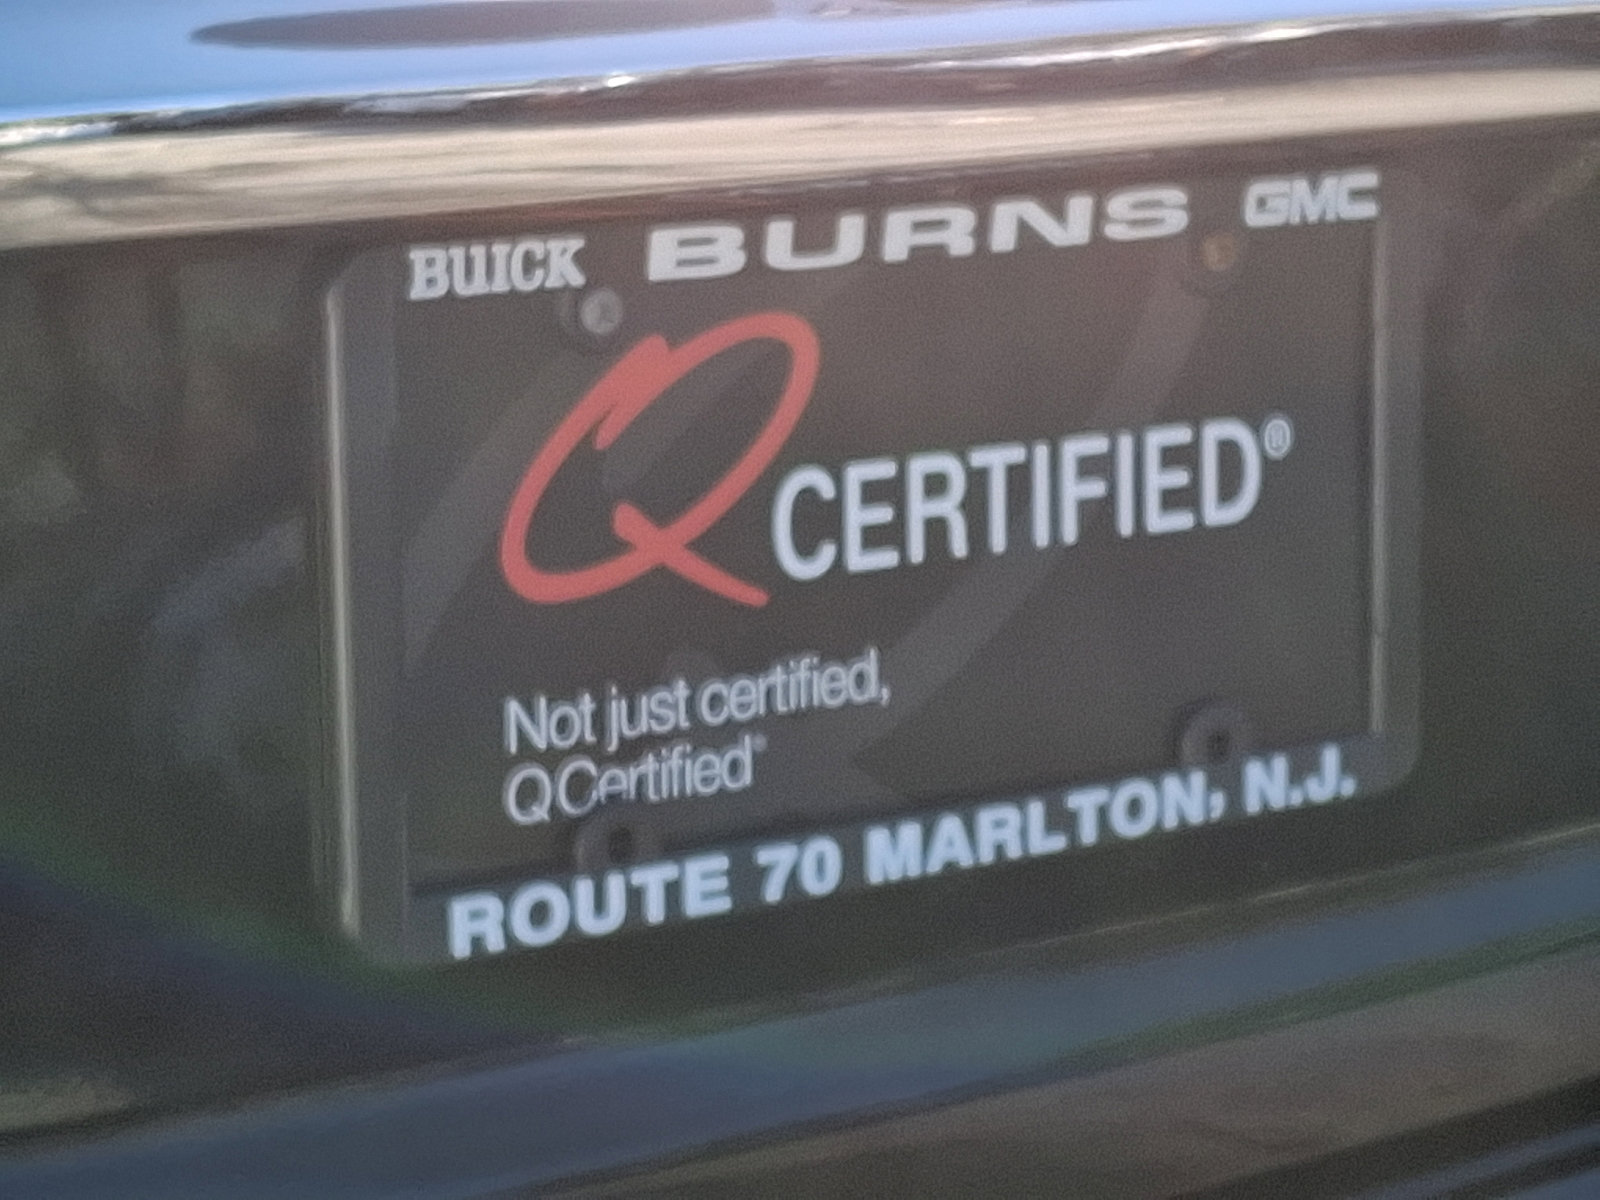 BUICK BURNS GMC
Q CERTIFIED®
Not just certified,
QCertified
ROUTE 70 MARLTON, N.J.